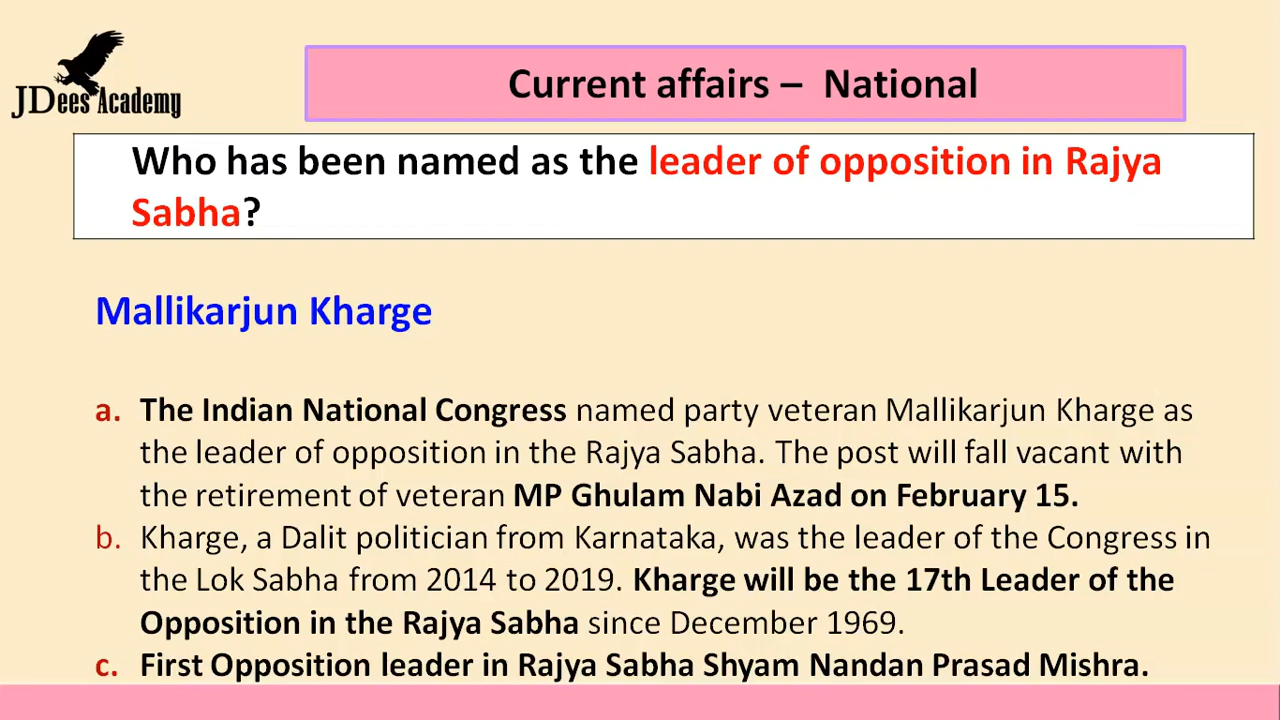 JDees Academy
Current affairs – National
Who has been named as the leader of opposition in Rajya
Sabha?
Mallikarjun Kharge
a. The Indian National Congress named party veteran Mallikarjun Kharge as
the leader of opposition in the Rajya Sabha. The post will fall vacant with
the retirement of veteran MP Ghulam Nabi Azad on February 15.
b. Kharge, a Dalit politician from Karnataka, was the leader of the Congress in
the Lok Sabha from 2014 to 2019. Kharge will be the 17th Leader of the
Opposition in the Rajya Sabha since December 1969.
c. First Opposition leader in Rajya Sabha Shyam Nandan Prasad Mishra.